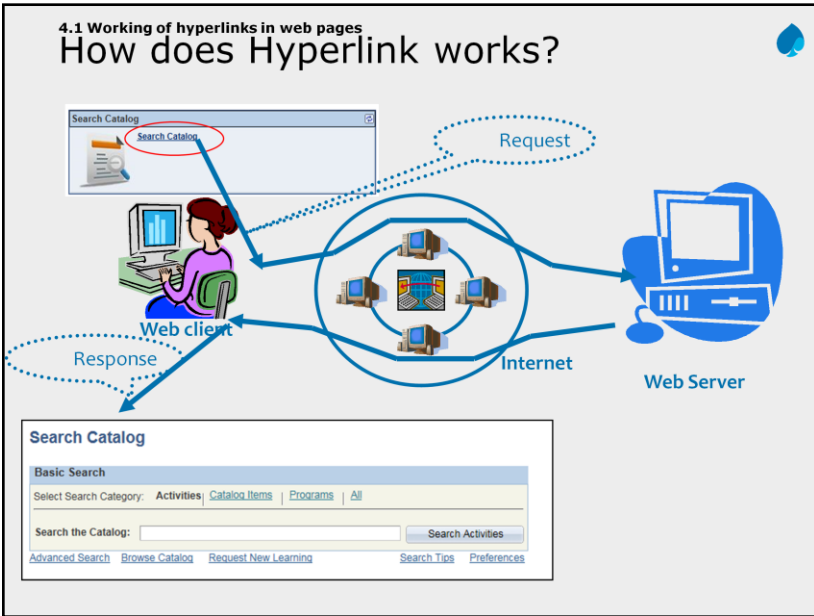 4.1 Working of hyperlinks in web pages
How does Hyperlink works?
Search Catalog
Search Catalog
Request
Web client
Response
Internet
Web Server
Search Catalog
Basic Search
Select Search Category: Activities | Catalog Items | Programs | All
Search the Catalog: Search Activities
Advanced Search Browse Catalog Request New Learning Search Tips Preferences